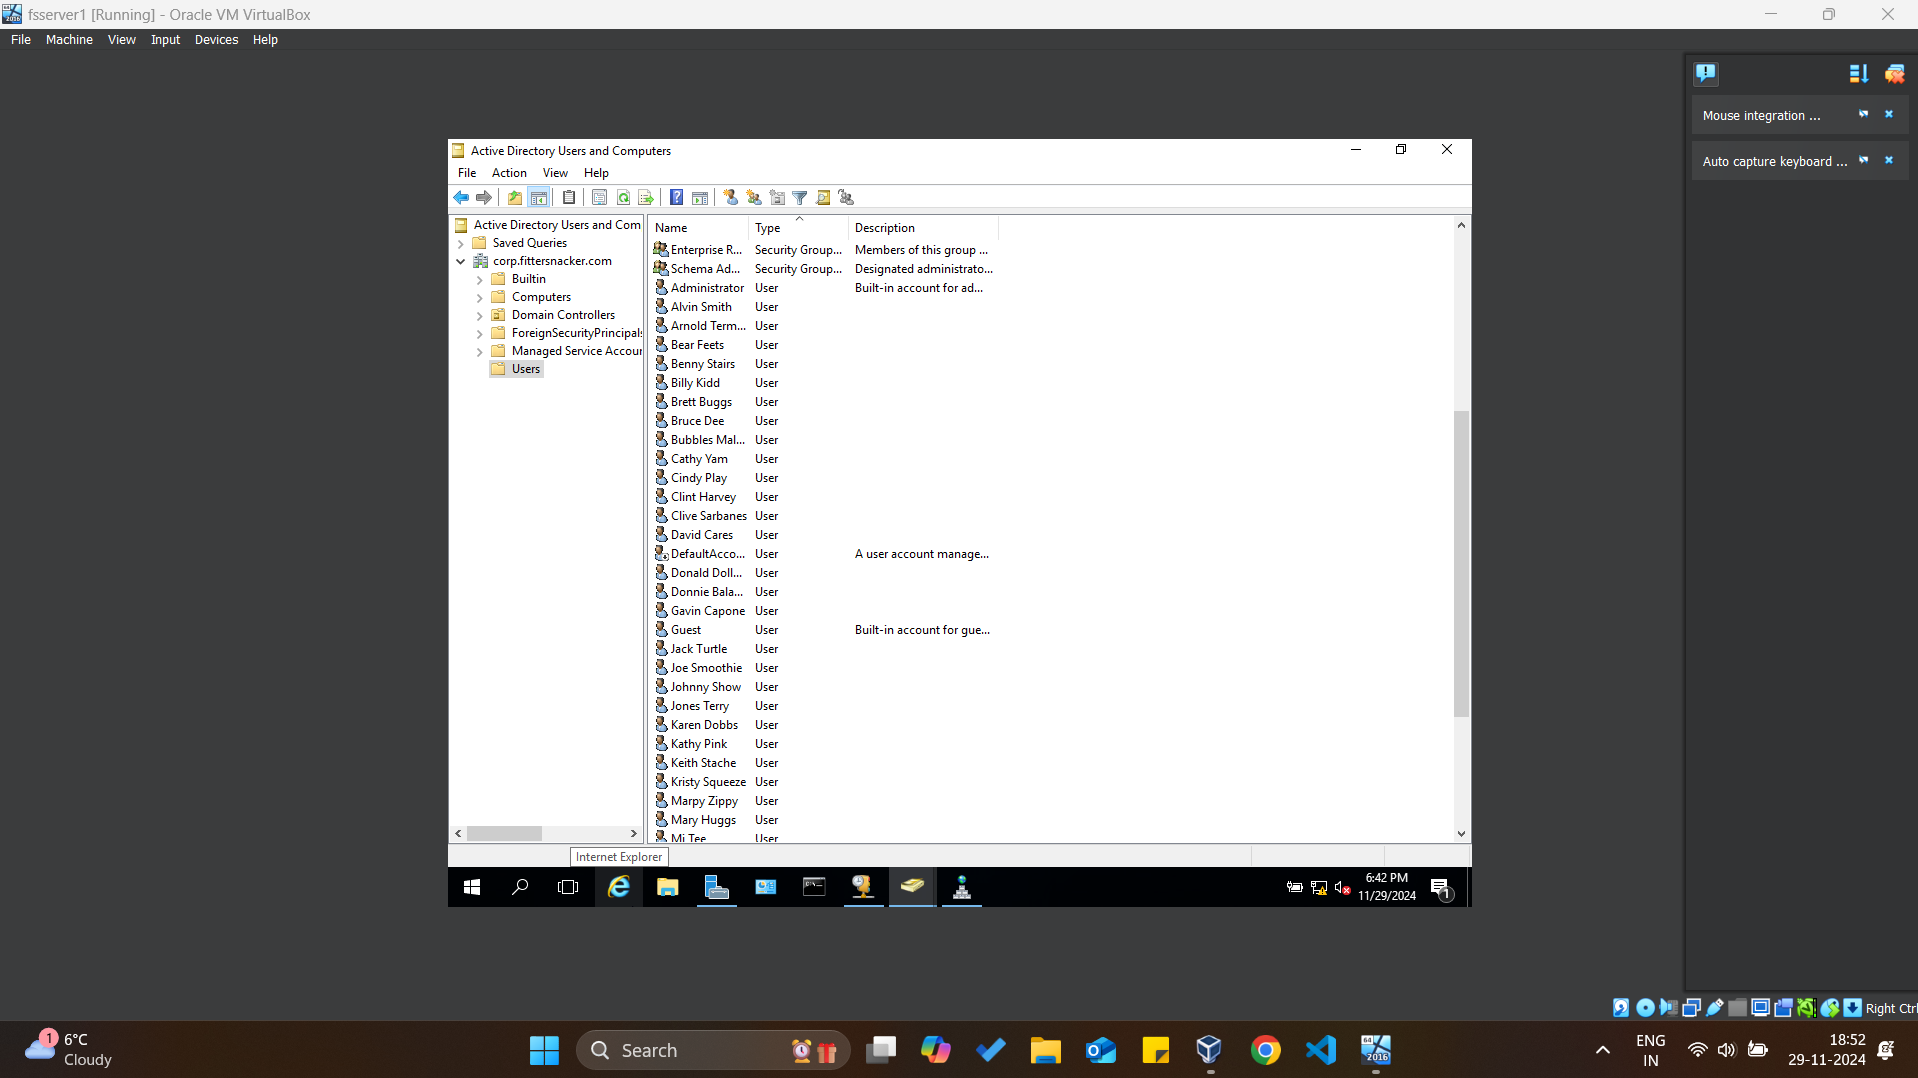 fsserver1 [Running] - Oracle VM VirtualBox
File Machine View Input Devices Help
Mouse integration ...
Auto capture keyboard ...
Active Directory Users and Computers
File Action View Help
Active Directory Users and Com
Saved Queries
corp.fittersnacker.com
Builtin
Computers
Domain Controllers
ForeignSecurityPrincipals
Managed Service Accour
Users
Name Type Description
Enterprise R... Security Group... Members of this group ...
Schema Ad... Security Group... Designated administrato...
Administrator User Built-in account for ad...
Alvin Smith User
Arnold Term... User
Bear Feets User
Benny Stairs User
Billy Kidd User
Brett Buggs User
Bruce Dee User
Bubbles Mal... User
Cathy Yam User
Cindy Play User
Clint Harvey User
Clive Sarbanes User
David Cares User
DefaultAcco... User A user account manage...
Donald Doll... User
Donnie Bala... User
Gavin Capone User
Guest User Built-in account for gue...
Jack Turtle User
Joe Smoothie User
Johnny Show User
Jones Terry User
Karen Dobbs User
Kathy Pink User
Keith Stache User
Kristy Squeeze User
Marpy Zippy User
Mary Huggs User
Mi Tee User
Internet Explorer
6:42 PM
11/29/2024
1
Right Ctrl
1
6°C
Cloudy
Search
64
2016
ENG
IN
18:52
29-11-2024